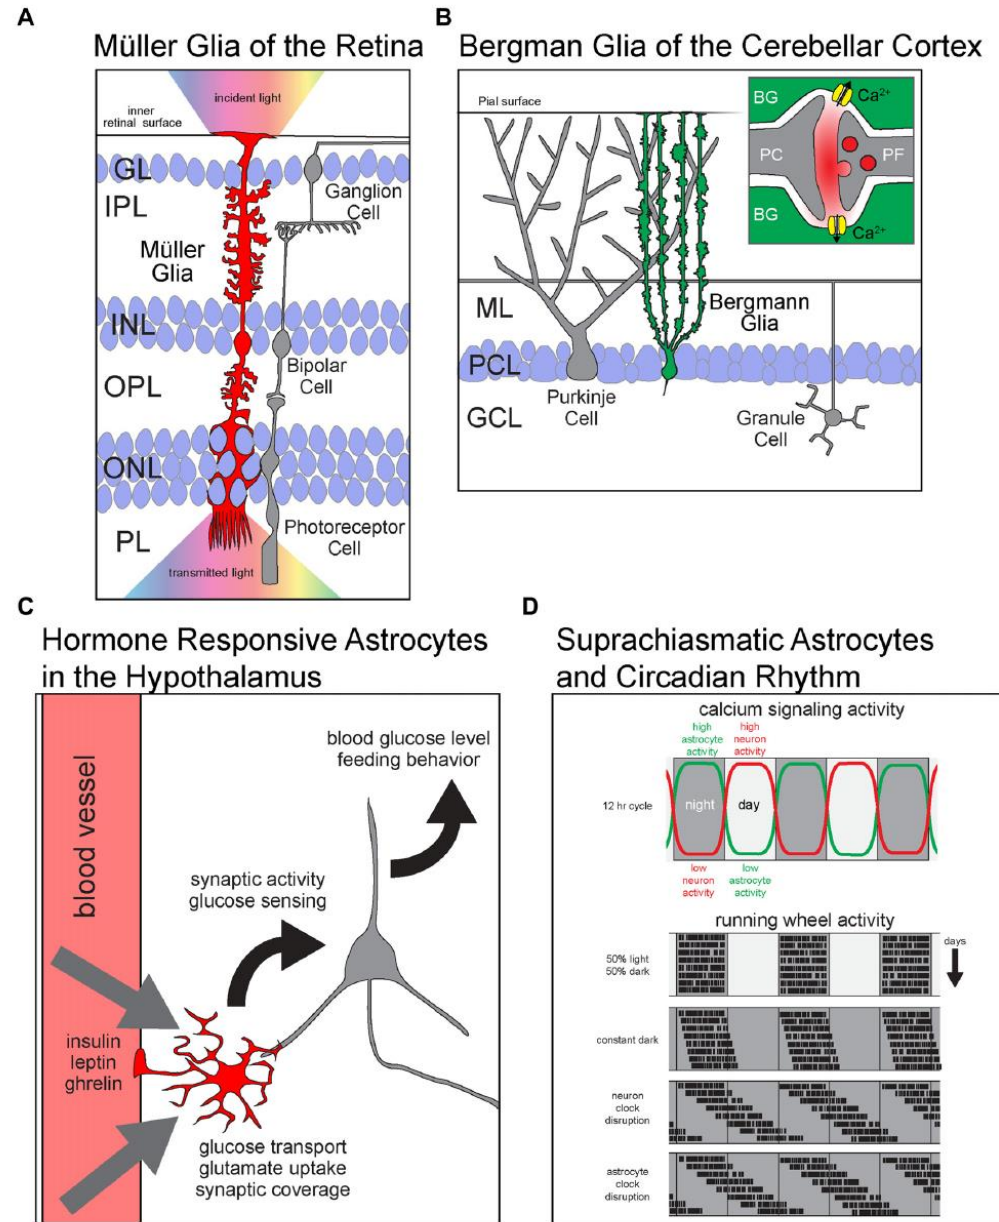 A
Müller Glia of the Retina
incident light
inner
retinal surface
GL
IPL
Ganglion
Cell
Müller
Glia
INL
OPL
Bipolar
Cell
ONL
PL
Photoreceptor
Cell
transmitted light
B
Bergman Glia of the Cerebellar Cortex
Pial surface
BG
Ca²⁺
PC
PF
BG
Ca²⁺
ML
Bergmann
Glia
PCL
Purkinje
Cell
GCL
Granule
Cell
C
Hormone Responsive Astrocytes
in the Hypothalamus
blood vessel
blood glucose level
feeding behavior
synaptic activity
glucose sensing
insulin
leptin
ghrelin
glucose transport
glutamate uptake
synaptic coverage
D
Suprachiasmatic Astrocytes
and Circadian Rhythm
calcium signaling activity
high
astrocyte
activity
high
neuron
activity
12 hr cycle
night
day
low
neuron
activity
low
astrocyte
activity
running wheel activity
50% light
50% dark
days
constant dark
neuron
clock
disruption
astrocyte
clock
disruption